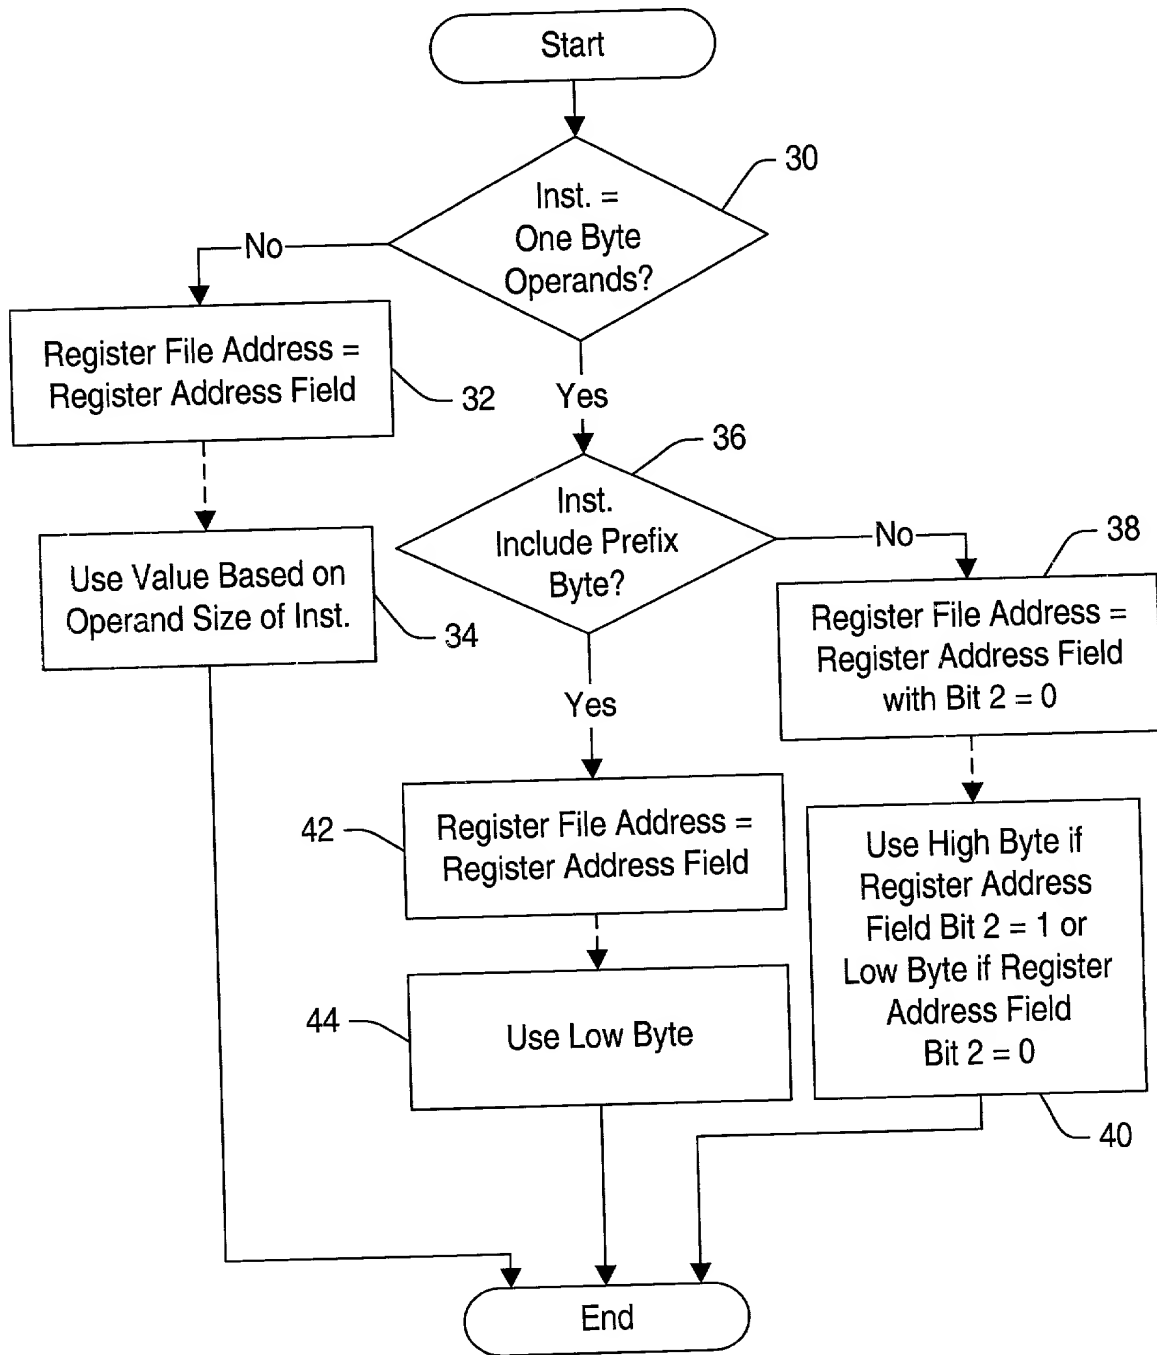 Start
Inst. =
One Byte
Operands?
30
No
Register File Address =
Register Address Field
32
Yes
36
Inst.
Include Prefix
Byte?
No
38
Use Value Based on
Operand Size of Inst.
34
Register File Address =
Register Address Field
with Bit 2 = 0
Yes
42
Register File Address =
Register Address Field
Use High Byte if
Register Address
Field Bit 2 = 1 or
Low Byte if Register
Address Field
Bit 2 = 0
44
Use Low Byte
40
End